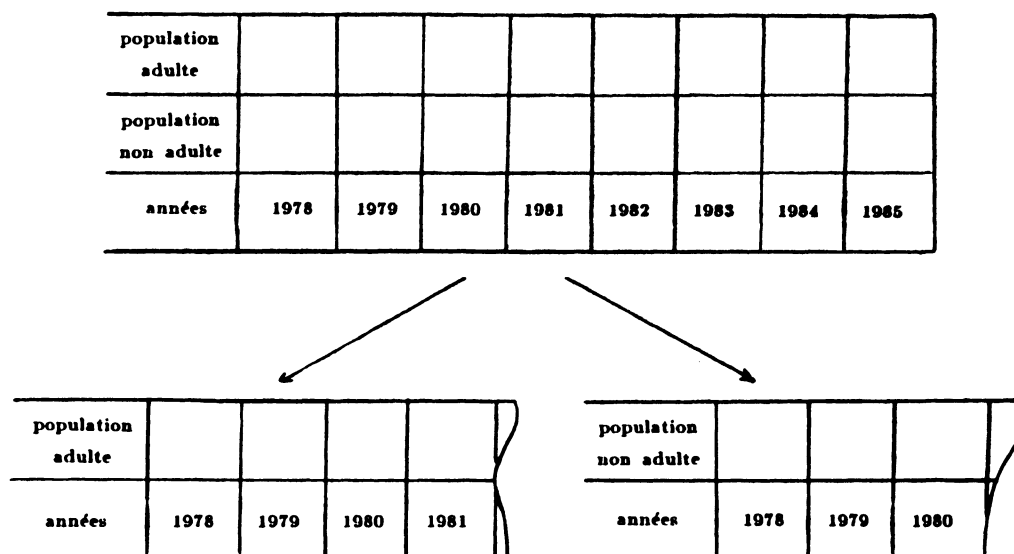 population
adulte
population
non adulte
années 1978 1979 1980 1981 1982 1983 1984 1985
population
adulte
années 1978 1979 1980 1981
population
non adulte
années 1978 1979 1980